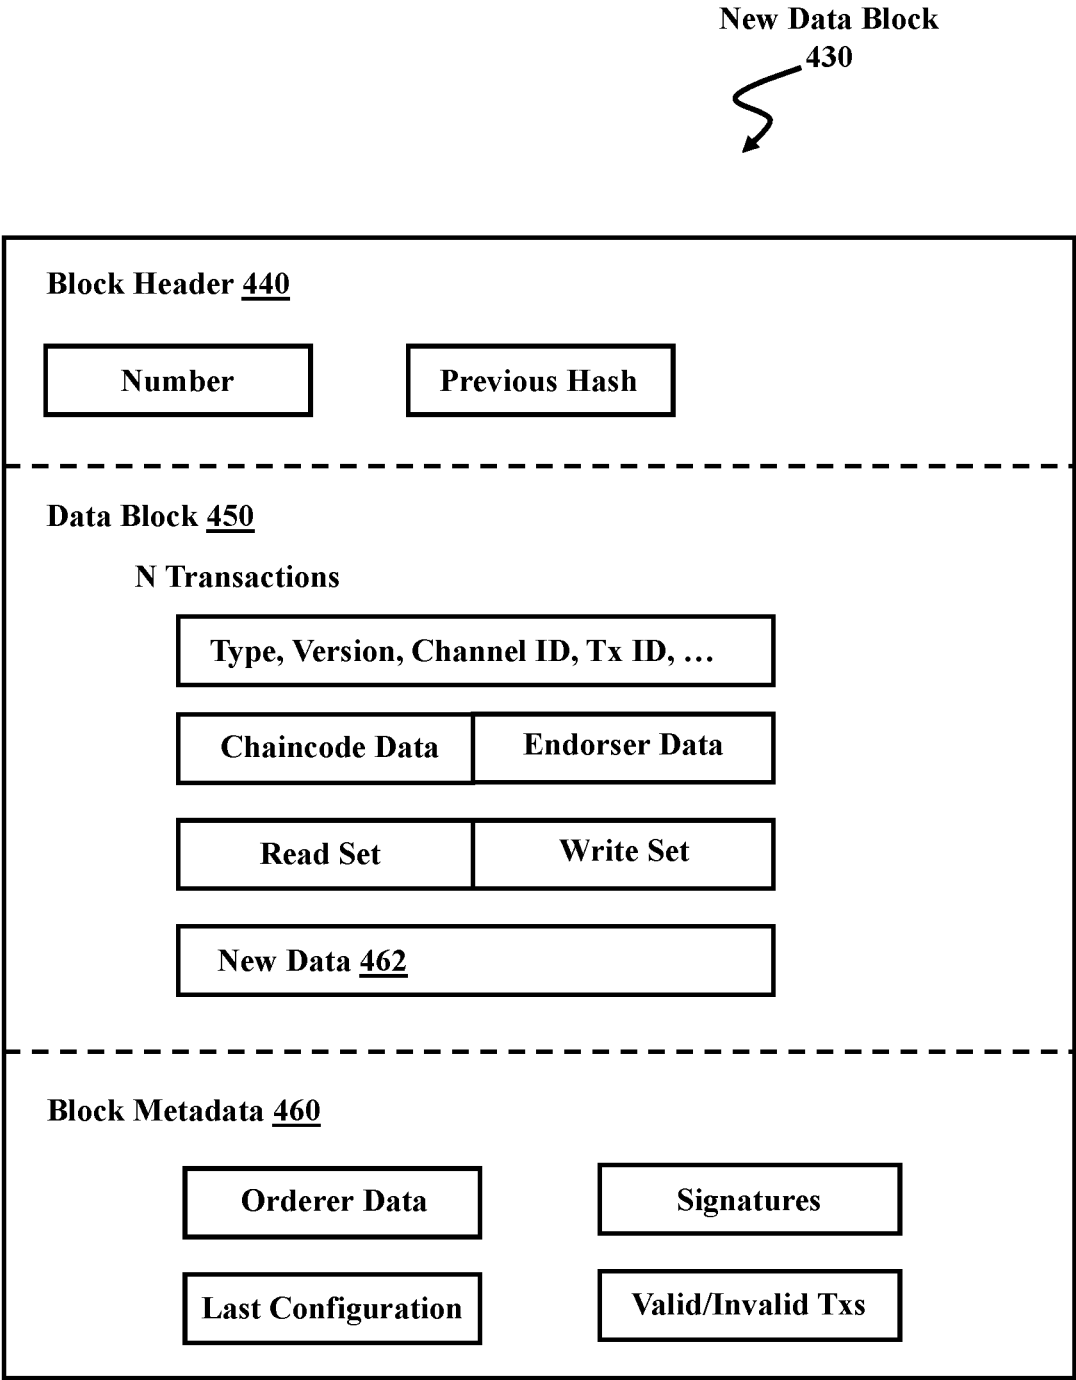 New Data Block
430
Block Header 440
Number
Previous Hash
Data Block 450
N Transactions
Type, Version, Channel ID, Tx ID, …
Chaincode Data
Endorser Data
Read Set
Write Set
New Data 462
Block Metadata 460
Orderer Data
Signatures
Last Configuration
Valid/Invalid Txs